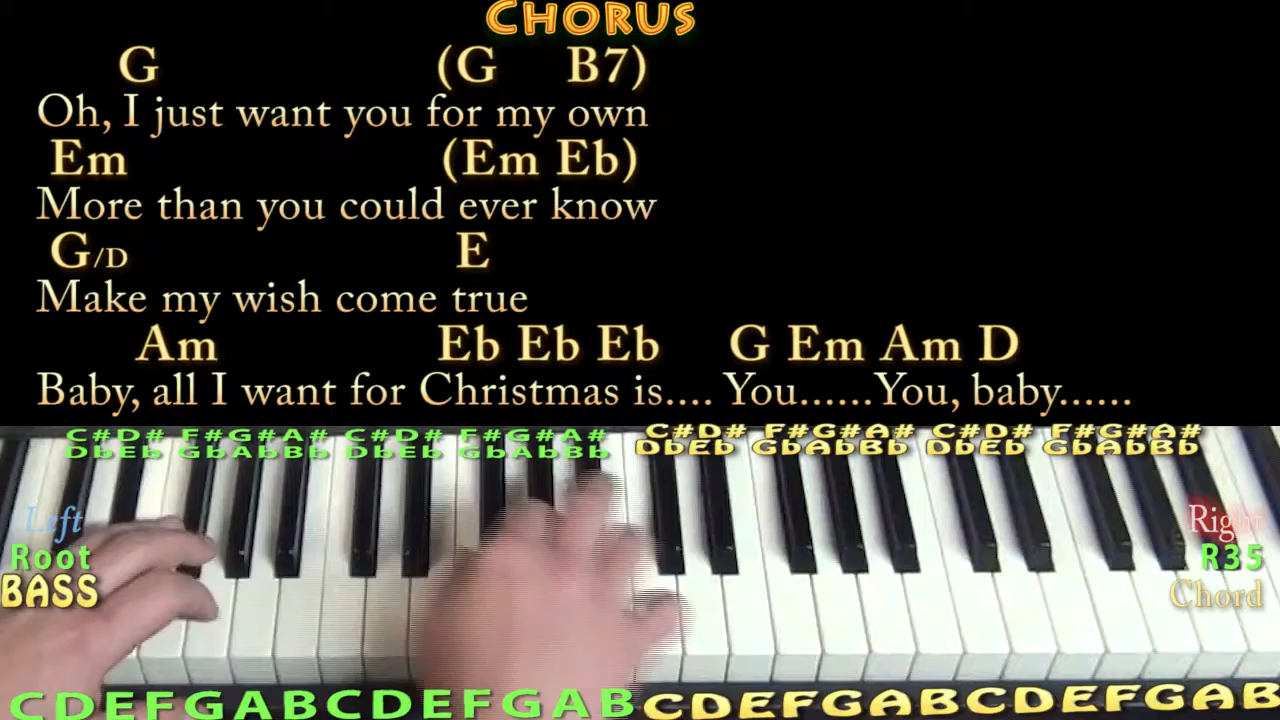 CHORUS
G (G B7)
Oh, I just want you for my own
Em (Em Eb)
More than you could ever know
G/D E
Make my wish come true
Am Eb Eb Eb G Em Am D
Baby, all I want for Christmas is.... You......You, baby......
C#D# F#G#A# C#D# F#G#A# C#D# F#G#A# C#D# F#G#A#
DbEb GbAbBb DbEb GbAbBb DbEb GbAbBb DbEb GbAbBb
Left
Root
BASS
Right
R35
Chord
CDEFGABCDEFGAB CDEFGABCDEFGAB